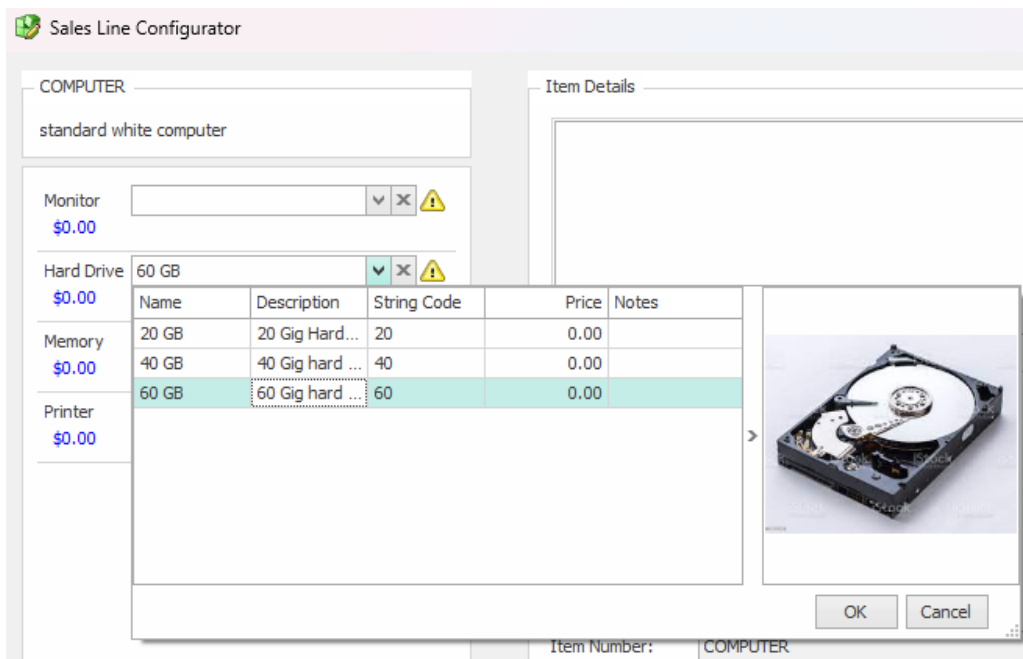 Sales Line Configurator
COMPUTER
standard white computer
Item Details
Monitor
$0.00
Hard Drive 60 GB
$0.00
Name Description String Code Price Notes
20 GB 20 Gig Hard... 20 0.00
40 GB 40 Gig hard ... 40 0.00
60 GB 60 Gig hard ... 60 0.00
Memory
$0.00
Printer
$0.00
iStock
iStock
iStock
OK Cancel
Item Number: COMPUTER